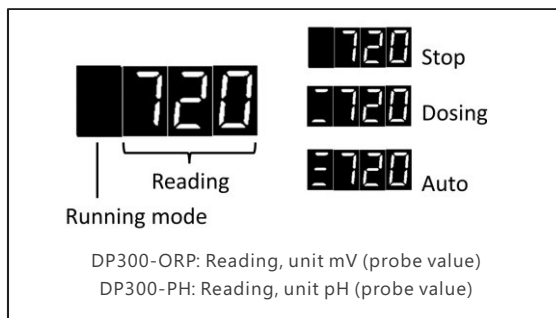 720
Reading
Running mode
720 Stop
720 Dosing
720 Auto
DP300-ORP: Reading, unit mV (probe value)
DP300-PH: Reading, unit pH (probe value)